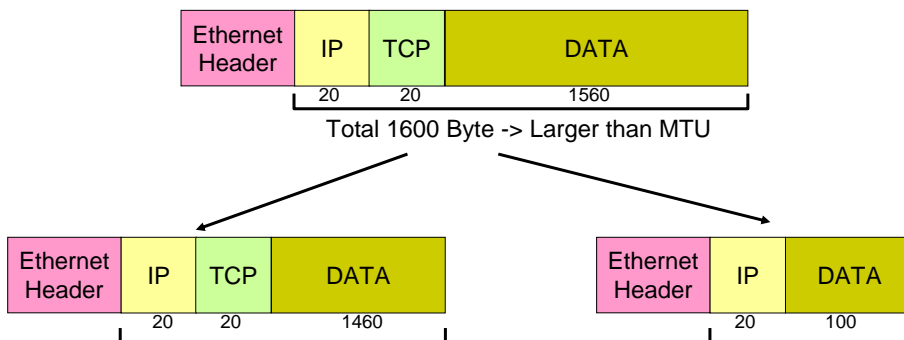 Ethernet Header IP TCP DATA
20 20 1560
Total 1600 Byte -> Larger than MTU
Ethernet Header IP TCP DATA
20 20 1460
Ethernet Header IP DATA
20 100